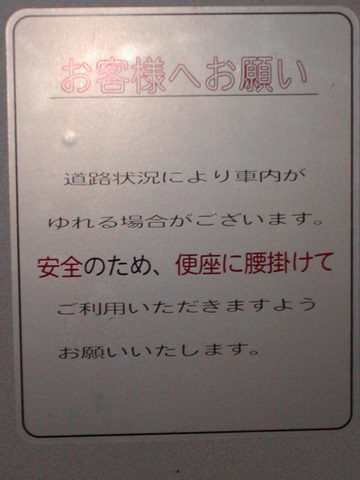 お客様へお願い
道路状況により車内が
ゆれる場合がございます。
安全のため、便座に腰掛けて
ご利用いただきますよう
お願いいたします。